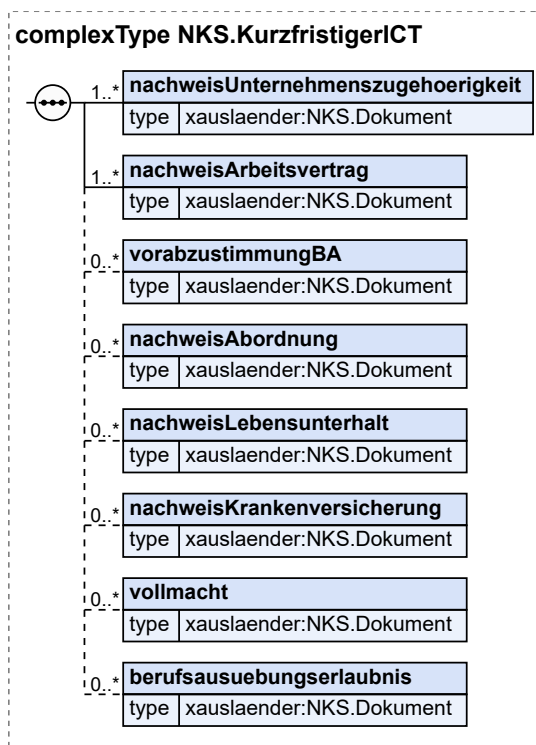 complexType NKS.KurzfristigerICT
1..* nachweisUnternehmenszugehoerigkeit
type xauslaender:NKS.Dokument
1..* nachweisArbeitsvertrag
type xauslaender:NKS.Dokument
0..* vorabzustimmungBA
type xauslaender:NKS.Dokument
0..* nachweisAbordnung
type xauslaender:NKS.Dokument
0..* nachweisLebensunterhalt
type xauslaender:NKS.Dokument
0..* nachweisKrankenversicherung
type xauslaender:NKS.Dokument
0..* vollmacht
type xauslaender:NKS.Dokument
0..* berufsausuebungserlaubnis
type xauslaender:NKS.Dokument